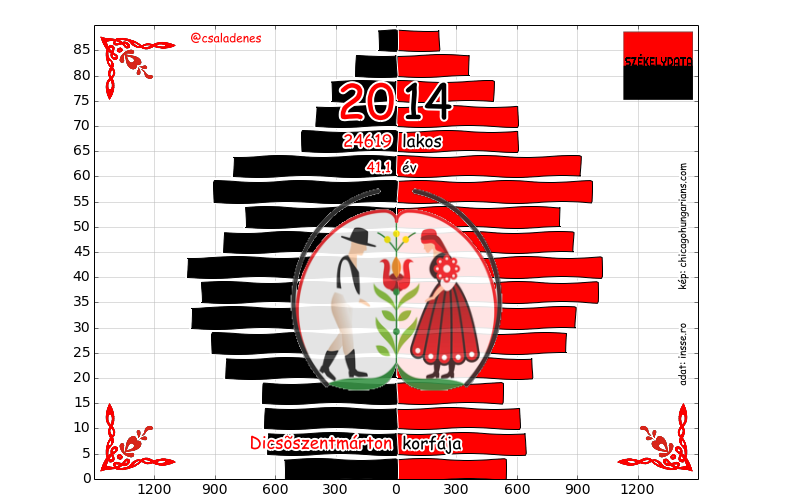 @csaladenes
SZÉKELYDATA
2014
24619 lakos
41,1 év
kép: chicagohungarians.com
adat: insse.ro
Dicsõszentmárton korfája
85
80
75
70
65
60
55
50
45
40
35
30
25
20
15
10
5
0
1200 900 600 300 0 300 600 900 1200